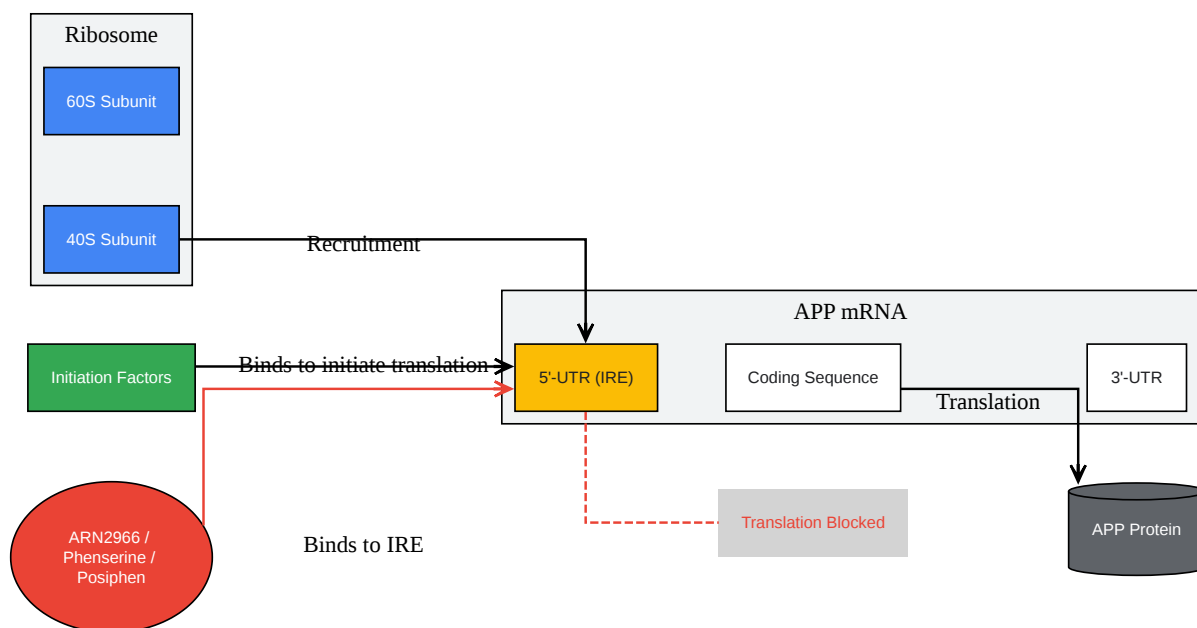 Ribosome
60S Subunit
40S Subunit
Recruitment
APP mRNA
Initiation Factors
Binds to initiate translation
5'-UTR (IRE)
Coding Sequence
3'-UTR
Translation
ARN2966 /
Phenserine /
Posiphen
Binds to IRE
Translation Blocked
APP Protein